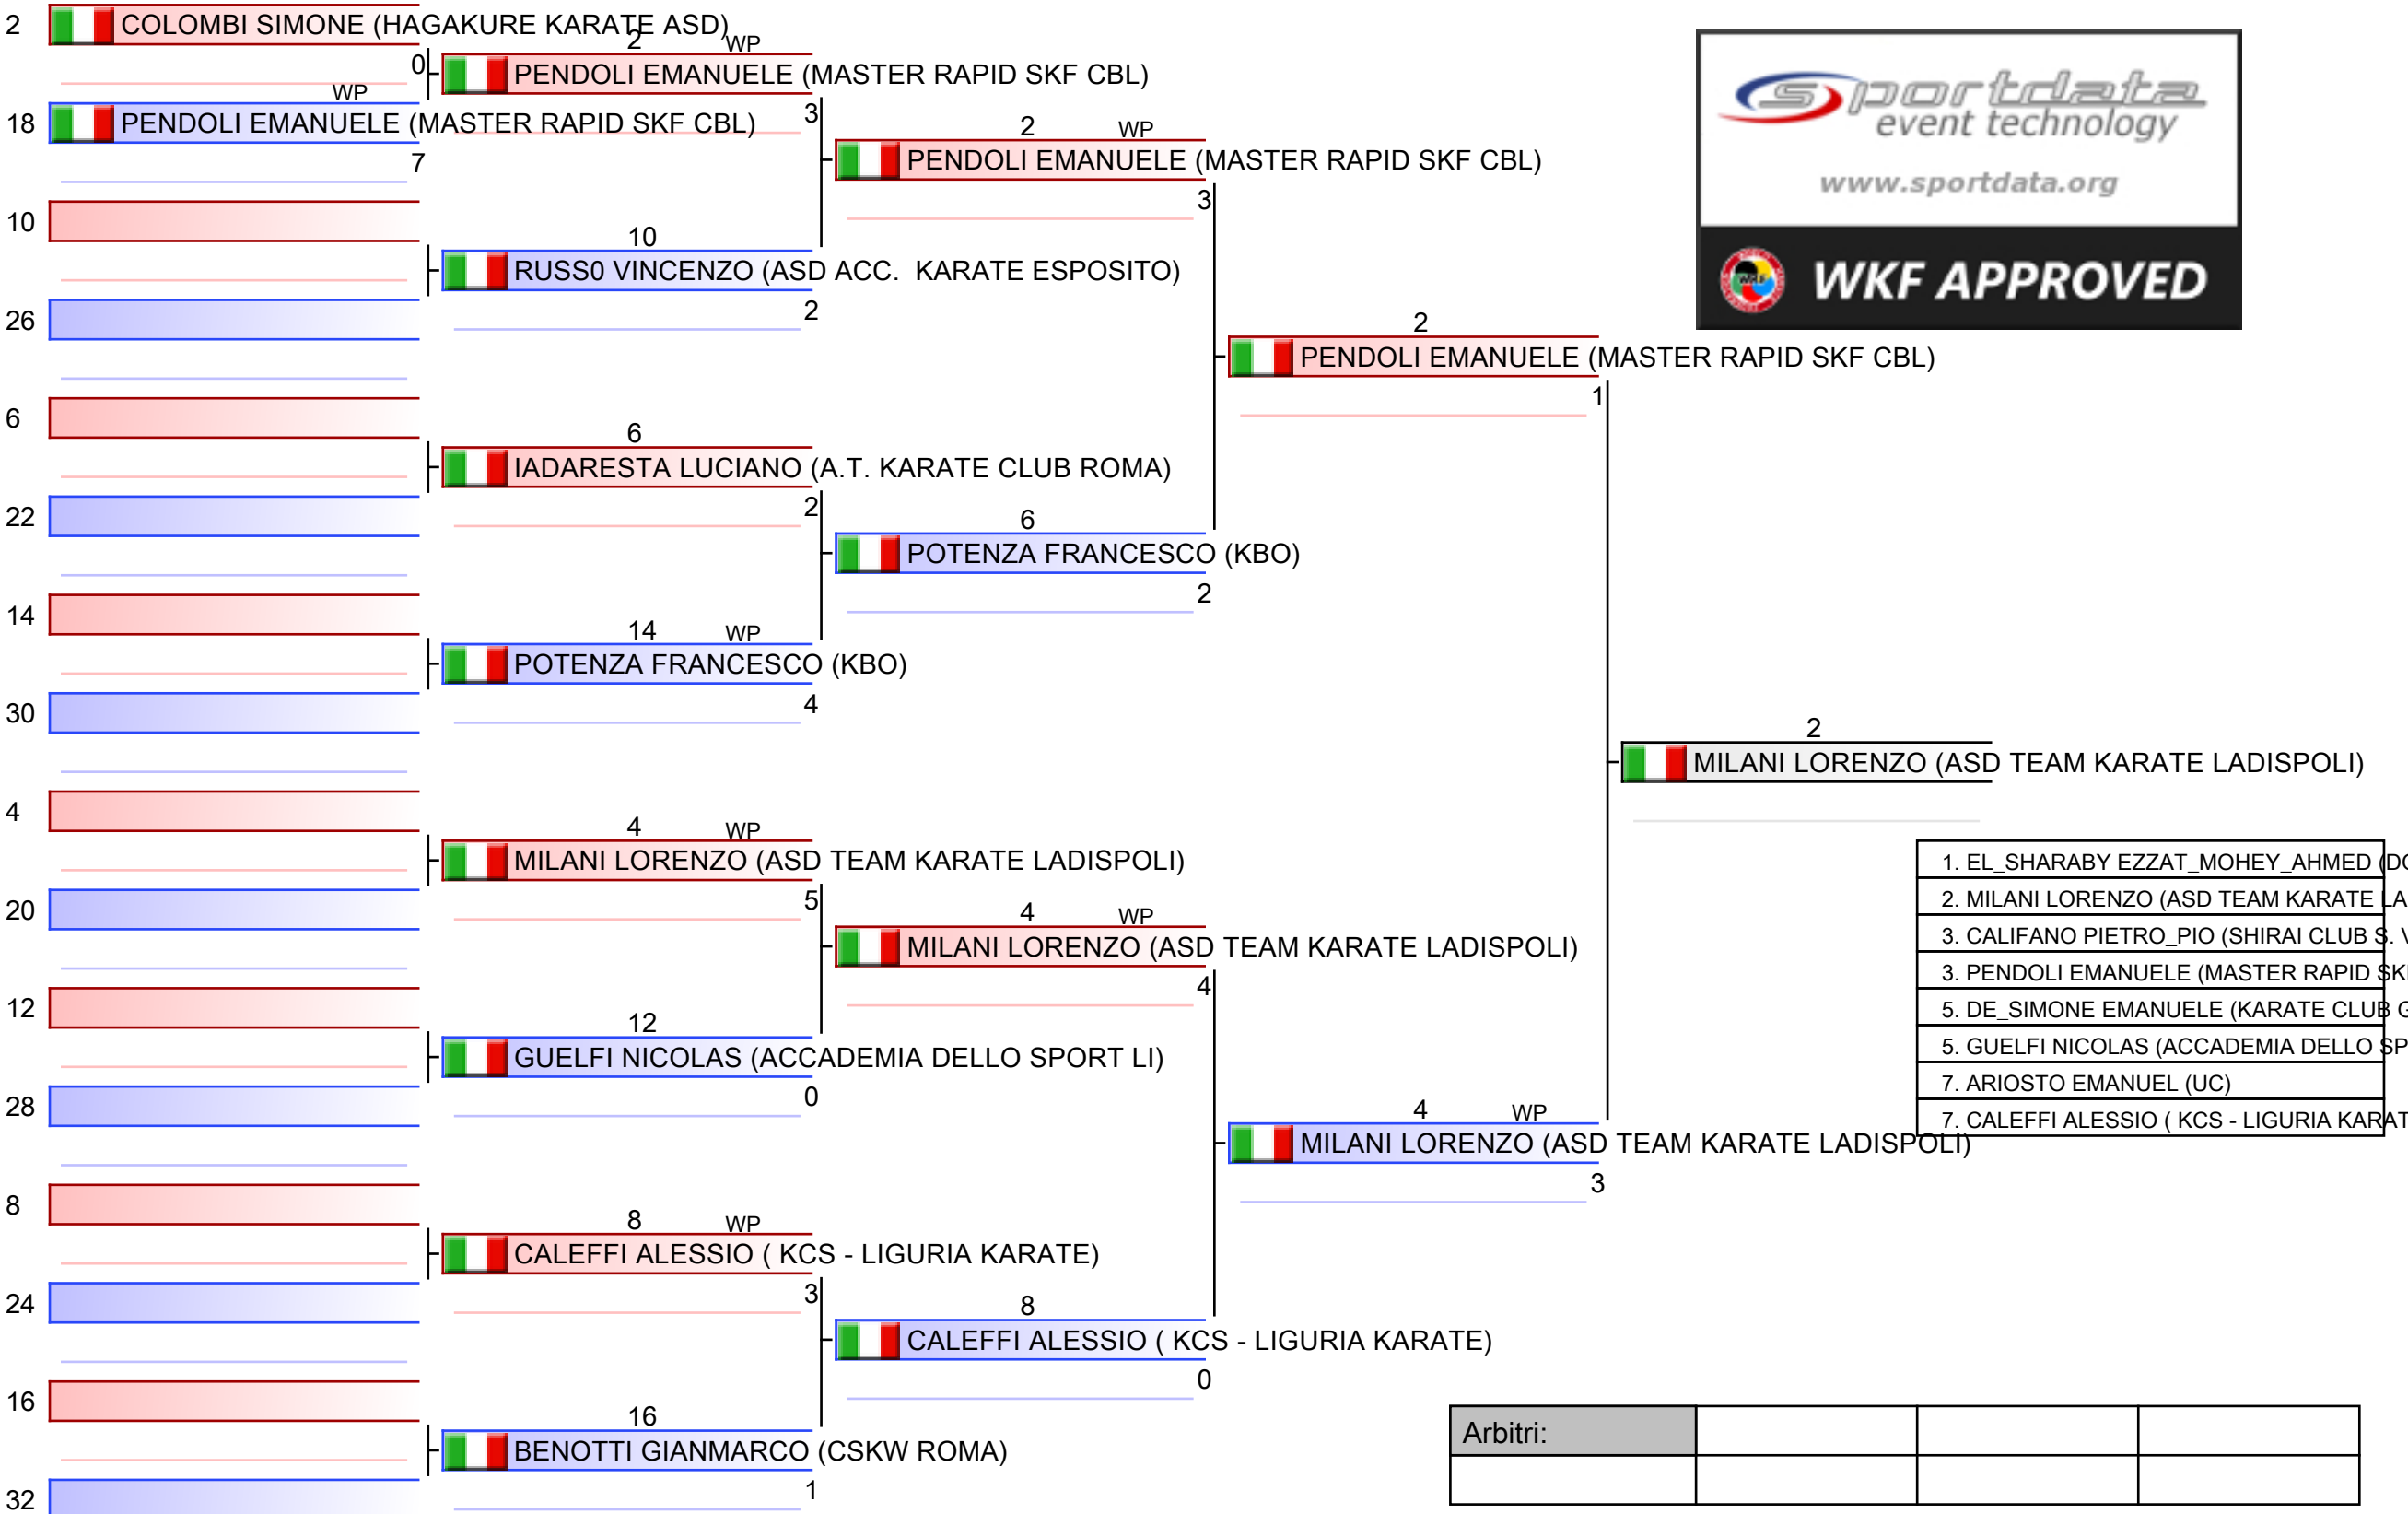 2 COLOMBI SIMONE (HAGAKURE KARATE ASD)
0
2 WP
PENDOLI EMANUELE (MASTER RAPID SKF CBL)
3
WP
18 PENDOLI EMANUELE (MASTER RAPID SKF CBL)
7
2 WP
PENDOLI EMANUELE (MASTER RAPID SKF CBL)
3
10
10
RUSS0 VINCENZO (ASD ACC.  KARATE ESPOSITO)
2
26
2
PENDOLI EMANUELE (MASTER RAPID SKF CBL)
1
6
6
IADARESTA LUCIANO (A.T. KARATE CLUB ROMA)
2
22
6
POTENZA FRANCESCO (KBO)
2
14
14 WP
POTENZA FRANCESCO (KBO)
4
30
2
MILANI LORENZO (ASD TEAM KARATE LADISPOLI)
4
4 WP
MILANI LORENZO (ASD TEAM KARATE LADISPOLI)
5
20
4 WP
MILANI LORENZO (ASD TEAM KARATE LADISPOLI)
4
12
12
GUELFI NICOLAS (ACCADEMIA DELLO SPORT LI)
0
28
4 WP
MILANI LORENZO (ASD TEAM KARATE LADISPOLI)
3
8
8 WP
CALEFFI ALESSIO ( KCS - LIGURIA KARATE)
3
24
8
CALEFFI ALESSIO ( KCS - LIGURIA KARATE)
0
16
16
BENOTTI GIANMARCO (CSKW ROMA)
1
32
sportdata
event technology
www.sportdata.org
WKF APPROVED
1. EL_SHARABY EZZAT_MOHEY_AHMED (DO
2. MILANI LORENZO (ASD TEAM KARATE LA
3. CALIFANO PIETRO_PIO (SHIRAI CLUB S. V
3. PENDOLI EMANUELE (MASTER RAPID SK
5. DE_SIMONE EMANUELE (KARATE CLUB G
5. GUELFI NICOLAS (ACCADEMIA DELLO SP
7. ARIOSTO EMANUEL (UC)
7. CALEFFI ALESSIO ( KCS - LIGURIA KARAT
Arbitri: